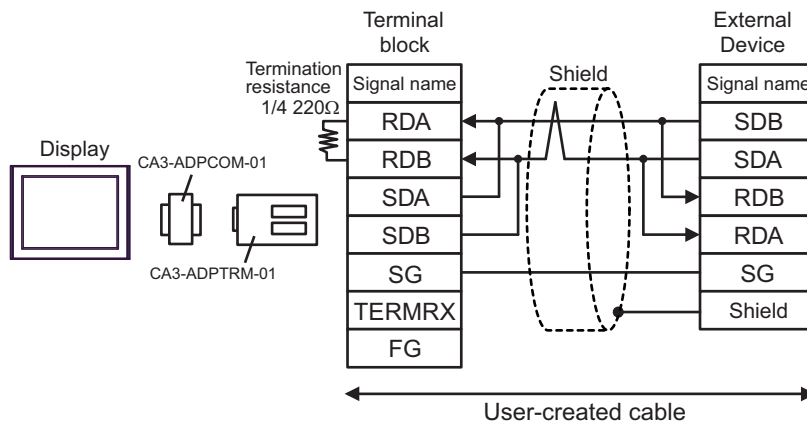 Terminal
block
External
Device
Termination
resistance
1/4 220Ω
Signal name
Shield
Signal name
RDA
SDB
Display
CA3-ADPCOM-01
RDB
SDA
SDA
RDB
SDB
RDA
CA3-ADPTRM-01
SG
SG
TERMRX
Shield
FG
User-created cable